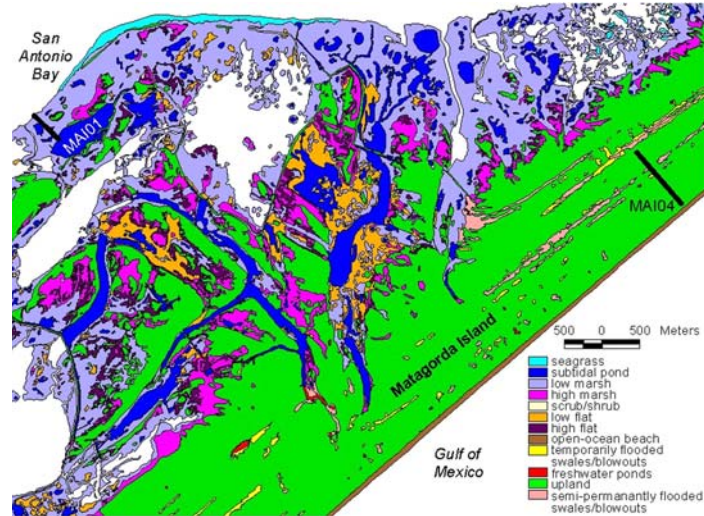 San
Antonio
Bay
MAI01
MAI04
Matagorda Island
Gulf of
Mexico
500 0 500 Meters
seagrass
subtidal pond
low marsh
high marsh
scrub/shrub
low flat
high flat
open-ocean beach
temporarily flooded
swales/blowouts
freshwater ponds
upland
semi-permanantly flooded
swales/blowouts